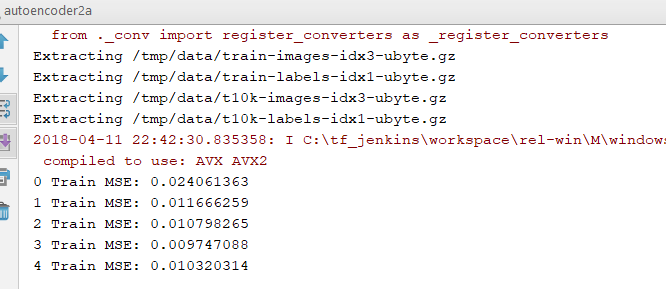 autoencoder2a
from ._conv import register_converters as _register_converters
Extracting /tmp/data/train-images-idx3-ubyte.gz
Extracting /tmp/data/train-labels-idx1-ubyte.gz
Extracting /tmp/data/t10k-images-idx3-ubyte.gz
Extracting /tmp/data/t10k-labels-idx1-ubyte.gz
2018-04-11 22:42:30.835358: I C:\tf_jenkins\workspace\rel-win\M\windows
compiled to use: AVX AVX2
0 Train MSE: 0.024061363
1 Train MSE: 0.011666259
2 Train MSE: 0.010798265
3 Train MSE: 0.009747088
4 Train MSE: 0.010320314